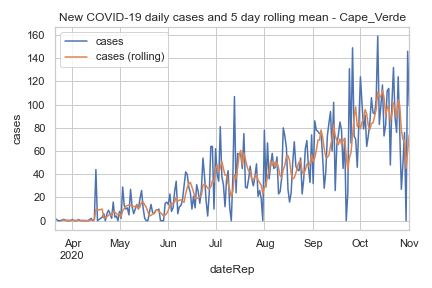 New COVID-19 daily cases and 5 day rolling mean - Cape_Verde
cases
cases (rolling)
160
140
120
100
80
60
40
20
0
cases
Apr
2020
May
Jun
Jul
Aug
Sep
Oct
Nov
dateRep